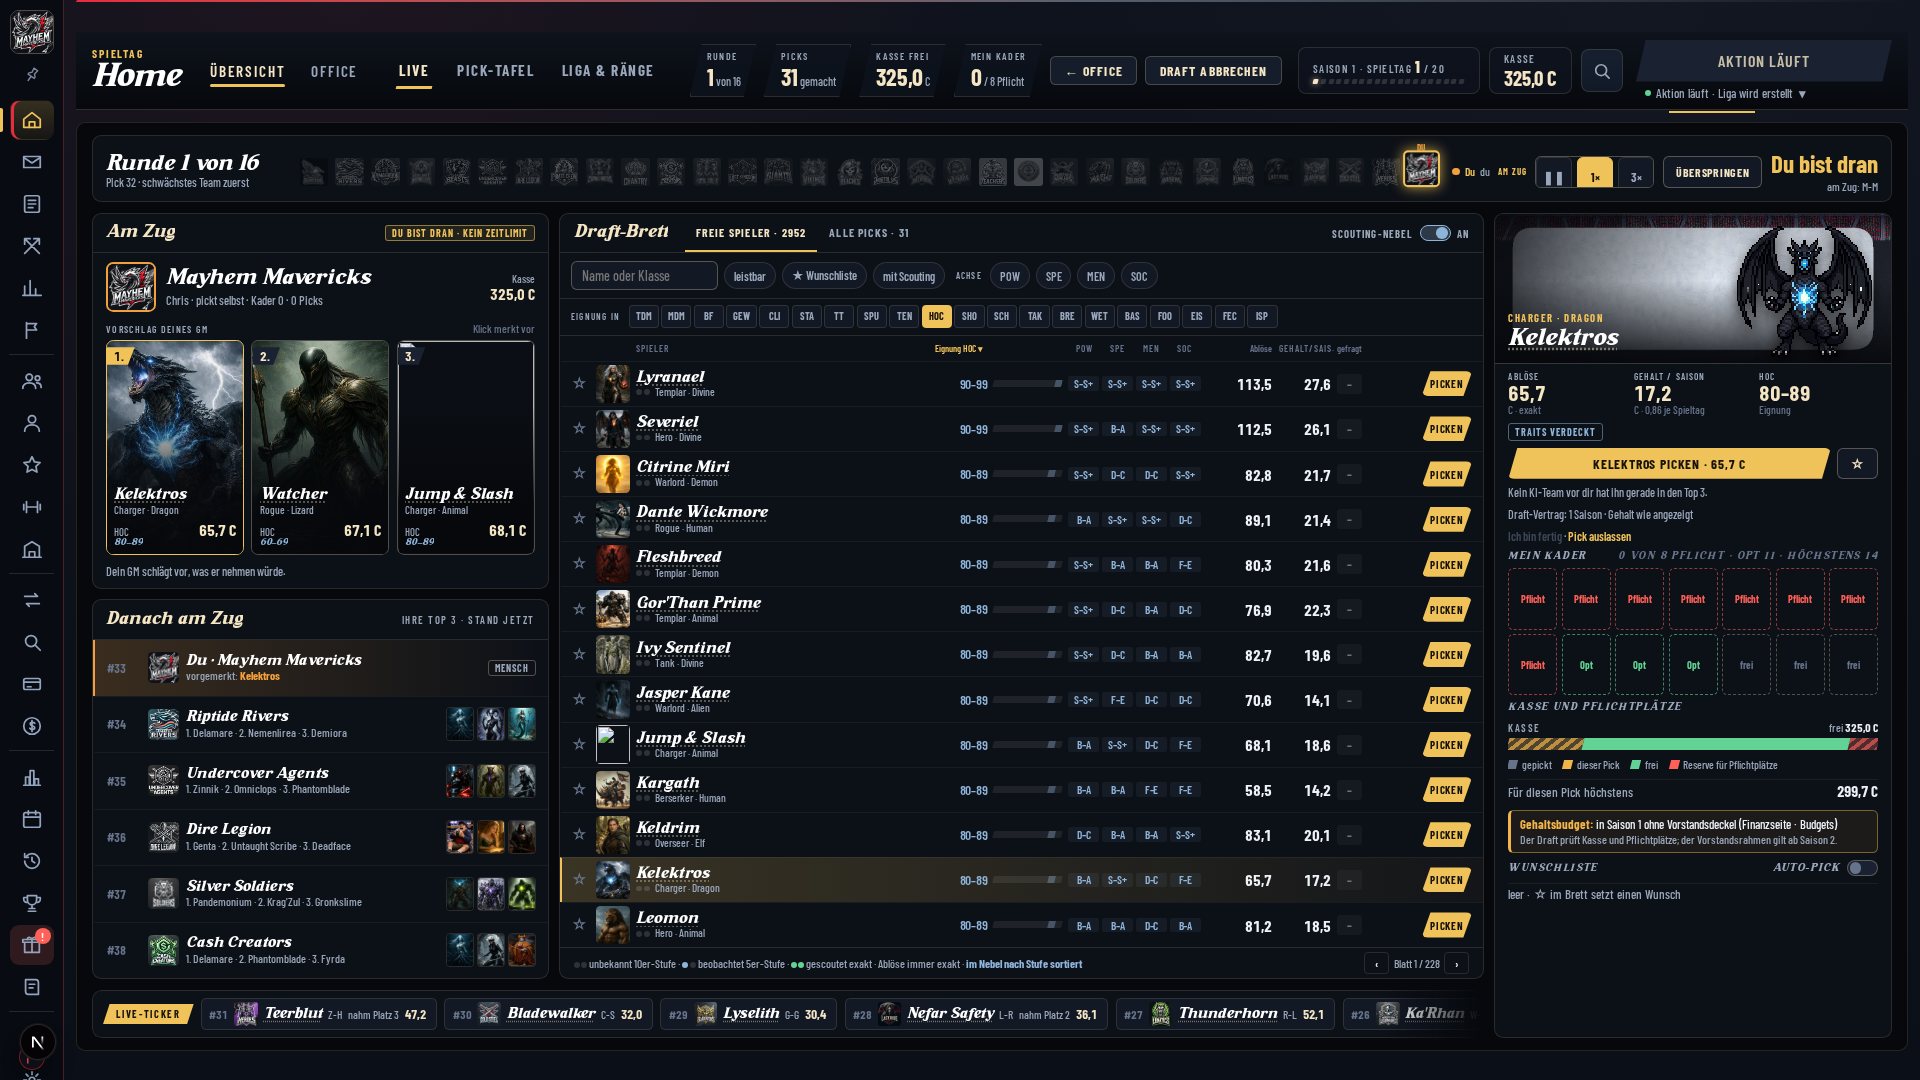 SPIELTAG
Home
ÜBERSICHT
OFFICE
LIVE
PICK-TAFEL
LIGA & RÄNGE
RUNDE
1 von 16
PICKS
31 gemacht
KASSE FREI
325,0 C
MEIN KADER
0 / 8 Pflicht
← OFFICE
DRAFT ABBRECHEN
SAISON 1 · SPIELTAG 1 / 20
KASSE
325,0 C
AKTION LÄUFT
Aktion läuft · Liga wird erstellt ▼
Runde 1 von 16
Pick 32 · schwächstes Team zuerst
DU
Du du
AM ZUG
1×
3×
ÜBERSPRINGEN
Du bist dran
am Zug: M-M
Am Zug
DU BIST DRAN · KEIN ZEITLIMIT
Mayhem Mavericks
Chris · pickt selbst · Kader 0 · 0 Picks
Kasse
325,0 C
VORSCHLAG DEINES GM
Klick merkt vor
1.
Kelektros
Charger · Dragon
HOC
80–89
65,7 C
2.
Watcher
Rogue · Lizard
HOC
60–69
67,1 C
3.
Jump & Slash
Charger · Animal
HOC
80–89
68,1 C
Dein GM schlägt vor, was er nehmen würde.
Danach am Zug
IHRE TOP 3 · STAND JETZT
#33
Du · Mayhem Mavericks
vorgemerkt: Kelektros
MENSCH
#34
Riptide Rivers
1. Delamare · 2. Nemenlirea · 3. Demiora
#35
Undercover Agents
1. Zinnik · 2. Omniclops · 3. Phantomblade
#36
Dire Legion
1. Genta · 2. Untaught Scribe · 3. Deadface
#37
Silver Soldiers
1. Pandemonium · 2. Krag'Zul · 3. Gronkslime
#38
Cash Creators
1. Delamare · 2. Phantomblade · 3. Fyrda
Draft-Brett
FREIE SPIELER · 2952
ALLE PICKS · 31
SCOUTING-NEBEL
AN
Name oder Klasse
leistbar
★ Wunschliste
mit Scouting
ACHSE
POW
SPE
MEN
SOC
EIGNUNG IN
TDM
MDM
BF
GEW
CLI
STA
TT
SPU
TEN
HOC
SHO
SCH
TAK
BRE
WET
BAS
FOO
EIS
FEC
ISP
SPIELER
Eignung HOC ▾
POW
SPE
MEN
SOC
Ablöse
GEHALT/SAIS.
gefragt
☆ Lyranael
Templar · Divine
90–99 S–S+ S–S+ S–S+ S–S+ 113,5 27,6 – PICKEN
☆ Severiel
Hero · Divine
90–99 S–S+ B–A S–S+ S–S+ 112,5 26,1 – PICKEN
☆ Citrine Miri
Warlord · Demon
80–89 S–S+ D–C D–C S–S+ 82,8 21,7 – PICKEN
☆ Dante Wickmore
Rogue · Human
80–89 B–A S–S+ S–S+ D–C 89,1 21,4 – PICKEN
☆ Fleshbreed
Templar · Demon
80–89 S–S+ B–A B–A F–E 80,3 21,6 – PICKEN
☆ Gor'Than Prime
Templar · Animal
80–89 S–S+ D–C B–A D–C 76,9 22,3 – PICKEN
☆ Ivy Sentinel
Tank · Divine
80–89 S–S+ D–C B–A B–A 82,7 19,6 – PICKEN
☆ Jasper Kane
Warlord · Alien
80–89 S–S+ F–E D–C D–C 70,6 14,1 – PICKEN
☆ Jump & Slash
Charger · Animal
80–89 B–A S–S+ D–C F–E 68,1 18,6 – PICKEN
☆ Kargath
Berserker · Human
80–89 B–A B–A F–E F–E 58,5 14,2 – PICKEN
☆ Keldrim
Overseer · Elf
80–89 D–C B–A B–A S–S+ 83,1 20,1 – PICKEN
☆ Kelektros
Charger · Dragon
80–89 B–A S–S+ D–C F–E 65,7 17,2 – PICKEN
☆ Leomon
Hero · Animal
80–89 B–A B–A D–C B–A 81,2 18,5 – PICKEN
unbekannt 10er-Stufe · beobachtet 5er-Stufe · gescoutet exakt · Ablöse immer exakt · im Nebel nach Stufe sortiert
‹ Blatt 1 / 228 ›
CHARGER · DRAGON
Kelektros
ABLÖSE
65,7
C · exakt
GEHALT / SAISON
17,2
C · 0,86 je Spieltag
HOC
80–89
Eignung
TRAITS VERDECKT
KELEKTROS PICKEN · 65,7 C
☆
Kein KI-Team vor dir hat ihn gerade in den Top 3.
Draft-Vertrag: 1 Saison · Gehalt wie angezeigt
Ich bin fertig · Pick auslassen
MEIN KADER
0 VON 8 PFLICHT · OPT 11 · HÖCHSTENS 14
Pflicht Pflicht Pflicht Pflicht Pflicht Pflicht Pflicht
Pflicht Opt Opt Opt frei frei frei
KASSE UND PFLICHTPLÄTZE
KASSE
frei 325,0 C
gepickt dieser Pick frei Reserve für Pflichtplätze
Für diesen Pick höchstens
299,7 C
Gehaltsbudget: in Saison 1 ohne Vorstandsdeckel (Finanzseite · Budgets)
Der Draft prüft Kasse und Pflichtplätze; der Vorstandsrahmen gilt ab Saison 2.
WUNSCHLISTE
AUTO-PICK
leer · ☆ im Brett setzt einen Wunsch
LIVE-TICKER
#31 Teerblut Z-H nahm Platz 3 47,2
#30 Bladewalker C-S 32,0
#29 Lyselith G-G 30,4
#28 Nefar Safety L-R nahm Platz 2 36,1
#27 Thunderhorn R-L 52,1
#26 Ka'Rhan